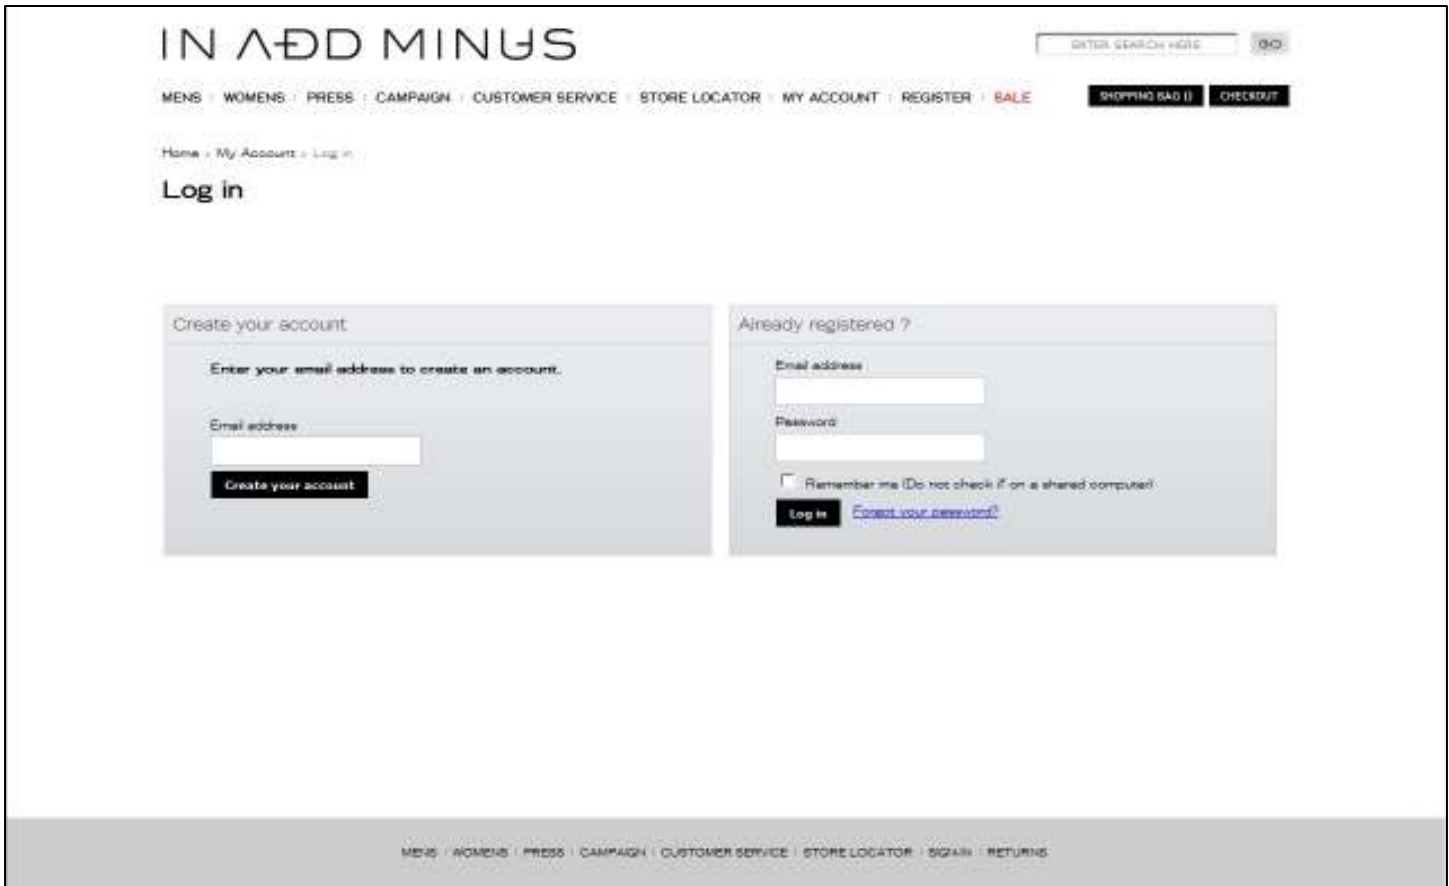 IN ADD MINUS
ENTER SEARCH HERE GO
MENS WOMENS PRESS CAMPAIGN CUSTOMER SERVICE STORE LOCATOR MY ACCOUNT REGISTER SALE SHOPPING BAG () CHECKOUT
Home > My Account > Log in
Log in
Create your account
Enter your email address to create an account.
Email address
Create your account
Already registered ?
Email address
Password
Remember me (Do not check if on a shared computer)
Log in Forgot your password?
MENS WOMENS PRESS CAMPAIGN CUSTOMER SERVICE STORE LOCATOR SIGN-IN RETURNS